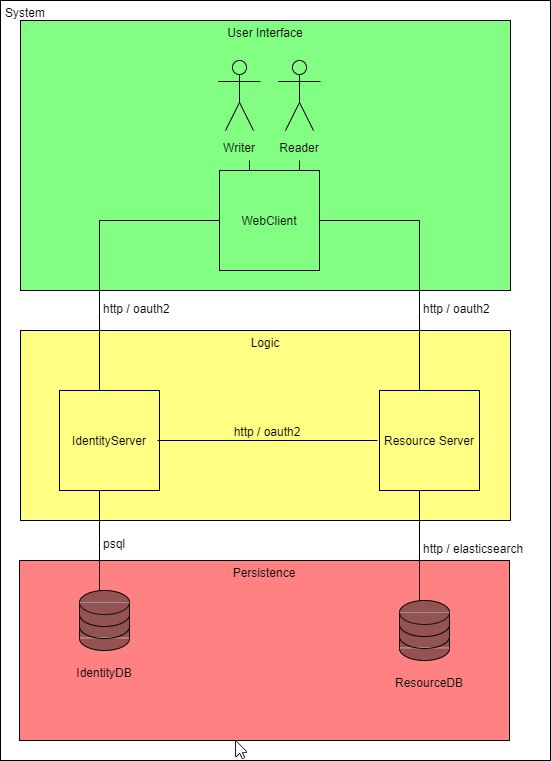 System
User Interface
Writer
Reader
WebClient
http / oauth2
http / oauth2
Logic
IdentityServer
http / oauth2
Resource Server
psql
http / elasticsearch
Persistence
IdentityDB
ResourceDB